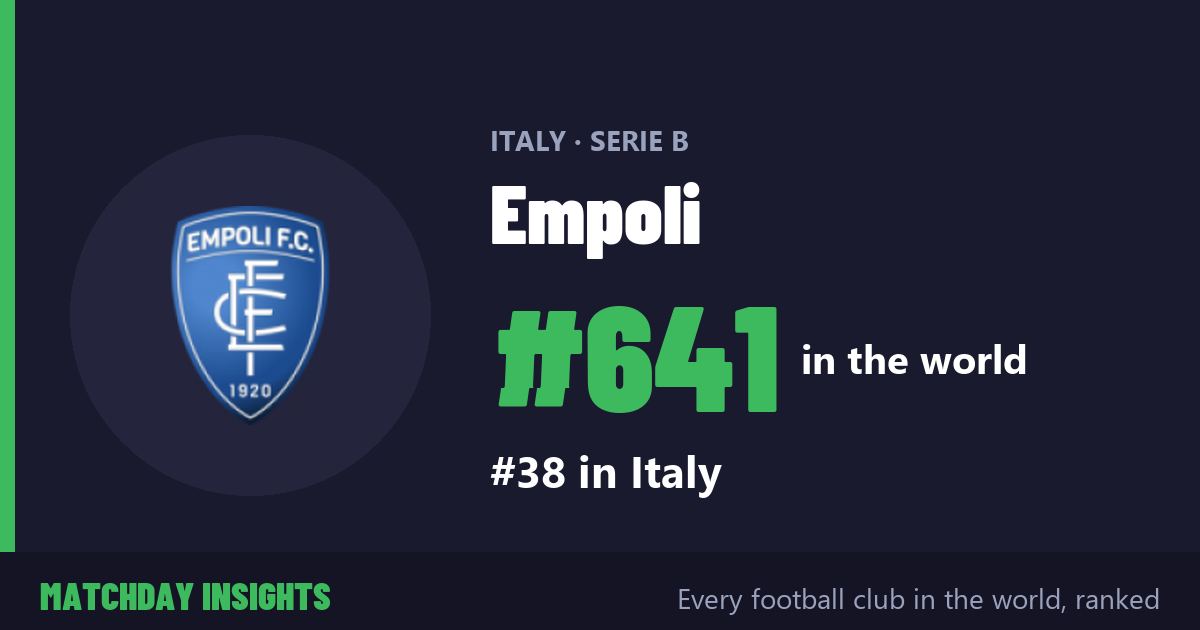 ITALY · SERIE B
Empoli
EMPOLI F.C.
1920
#641 in the world
#38 in Italy
MATCHDAY INSIGHTS
Every football club in the world, ranked